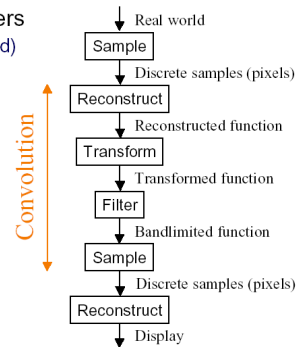 ers
d)
Real world
Sample
Discrete samples (pixels)
Reconstruct
Reconstructed function
Transform
Transformed function
Filter
Bandlimited function
Sample
Discrete samples (pixels)
Reconstruct
Display
Convolution